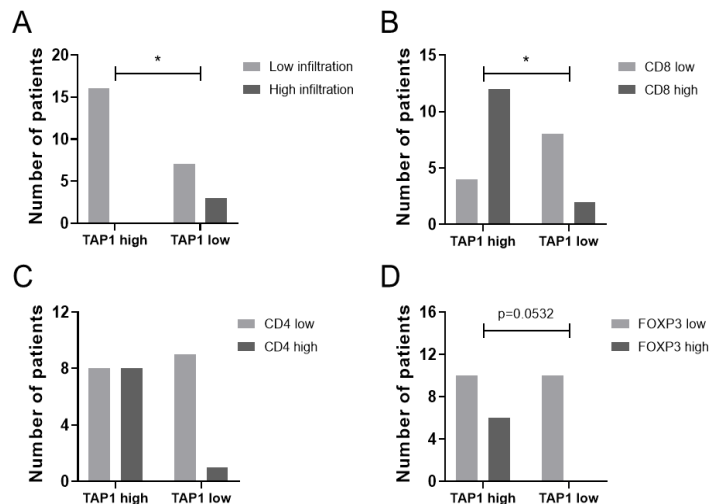 A
Number of patients
20
15
10
5
0
*
Low infiltration
High infiltration
TAP1 high
TAP1 low
B
Number of patients
15
10
5
0
*
CD8 low
CD8 high
TAP1 high
TAP1 low
C
Number of patients
12
8
4
0
CD4 low
CD4 high
TAP1 high
TAP1 low
D
Number of patients
16
12
8
4
0
p=0.0532
FOXP3 low
FOXP3 high
TAP1 high
TAP1 low